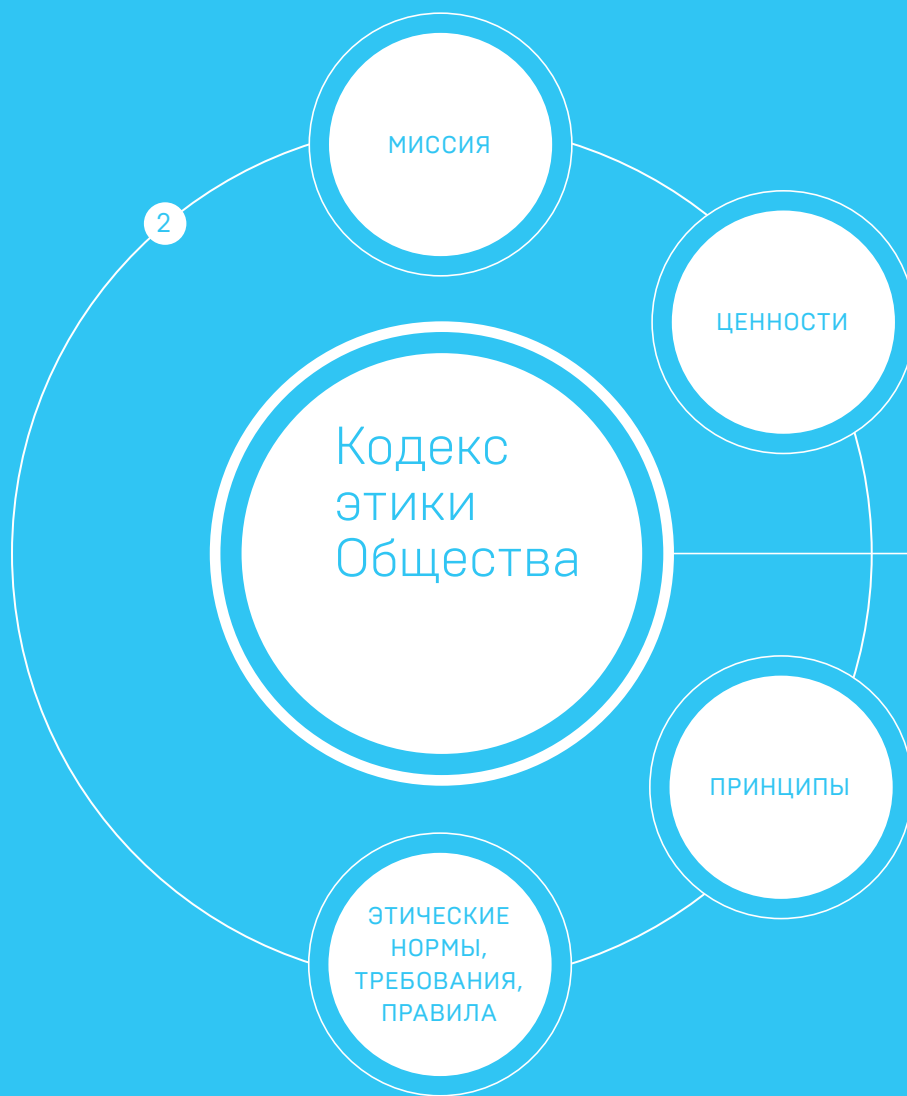 МИССИЯ
2
ЦЕННОСТИ
Кодекс
этики
Общества
ПРИНЦИПЫ
ЭТИЧЕСКИЕ
НОРМЫ,
ТРЕБОВАНИЯ,
ПРАВИЛА